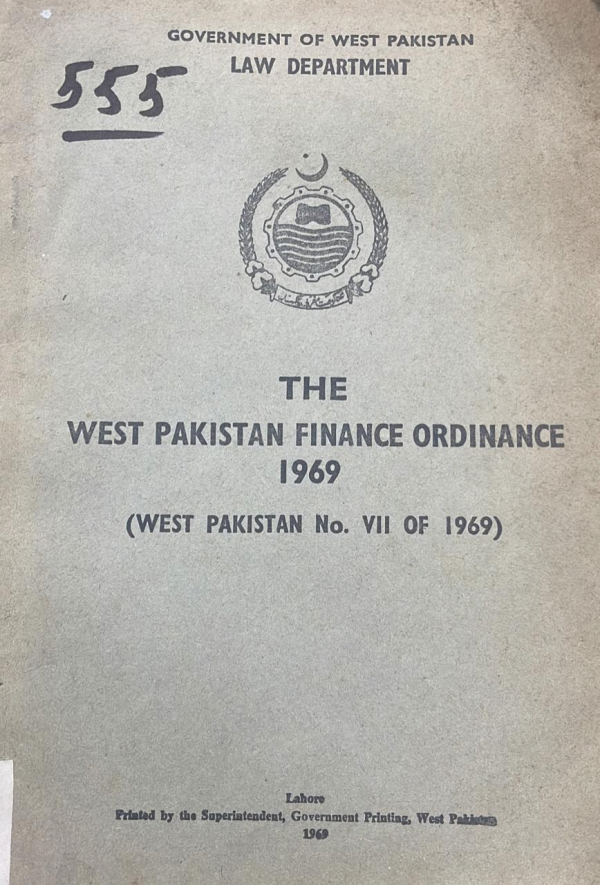 GOVERNMENT OF WEST PAKISTAN
LAW DEPARTMENT
555
THE
WEST PAKISTAN FINANCE ORDINANCE
1969
(WEST PAKISTAN No. VII OF 1969)
Lahore
Printed by the Superintendent, Government Printing, West Pakistan
1969